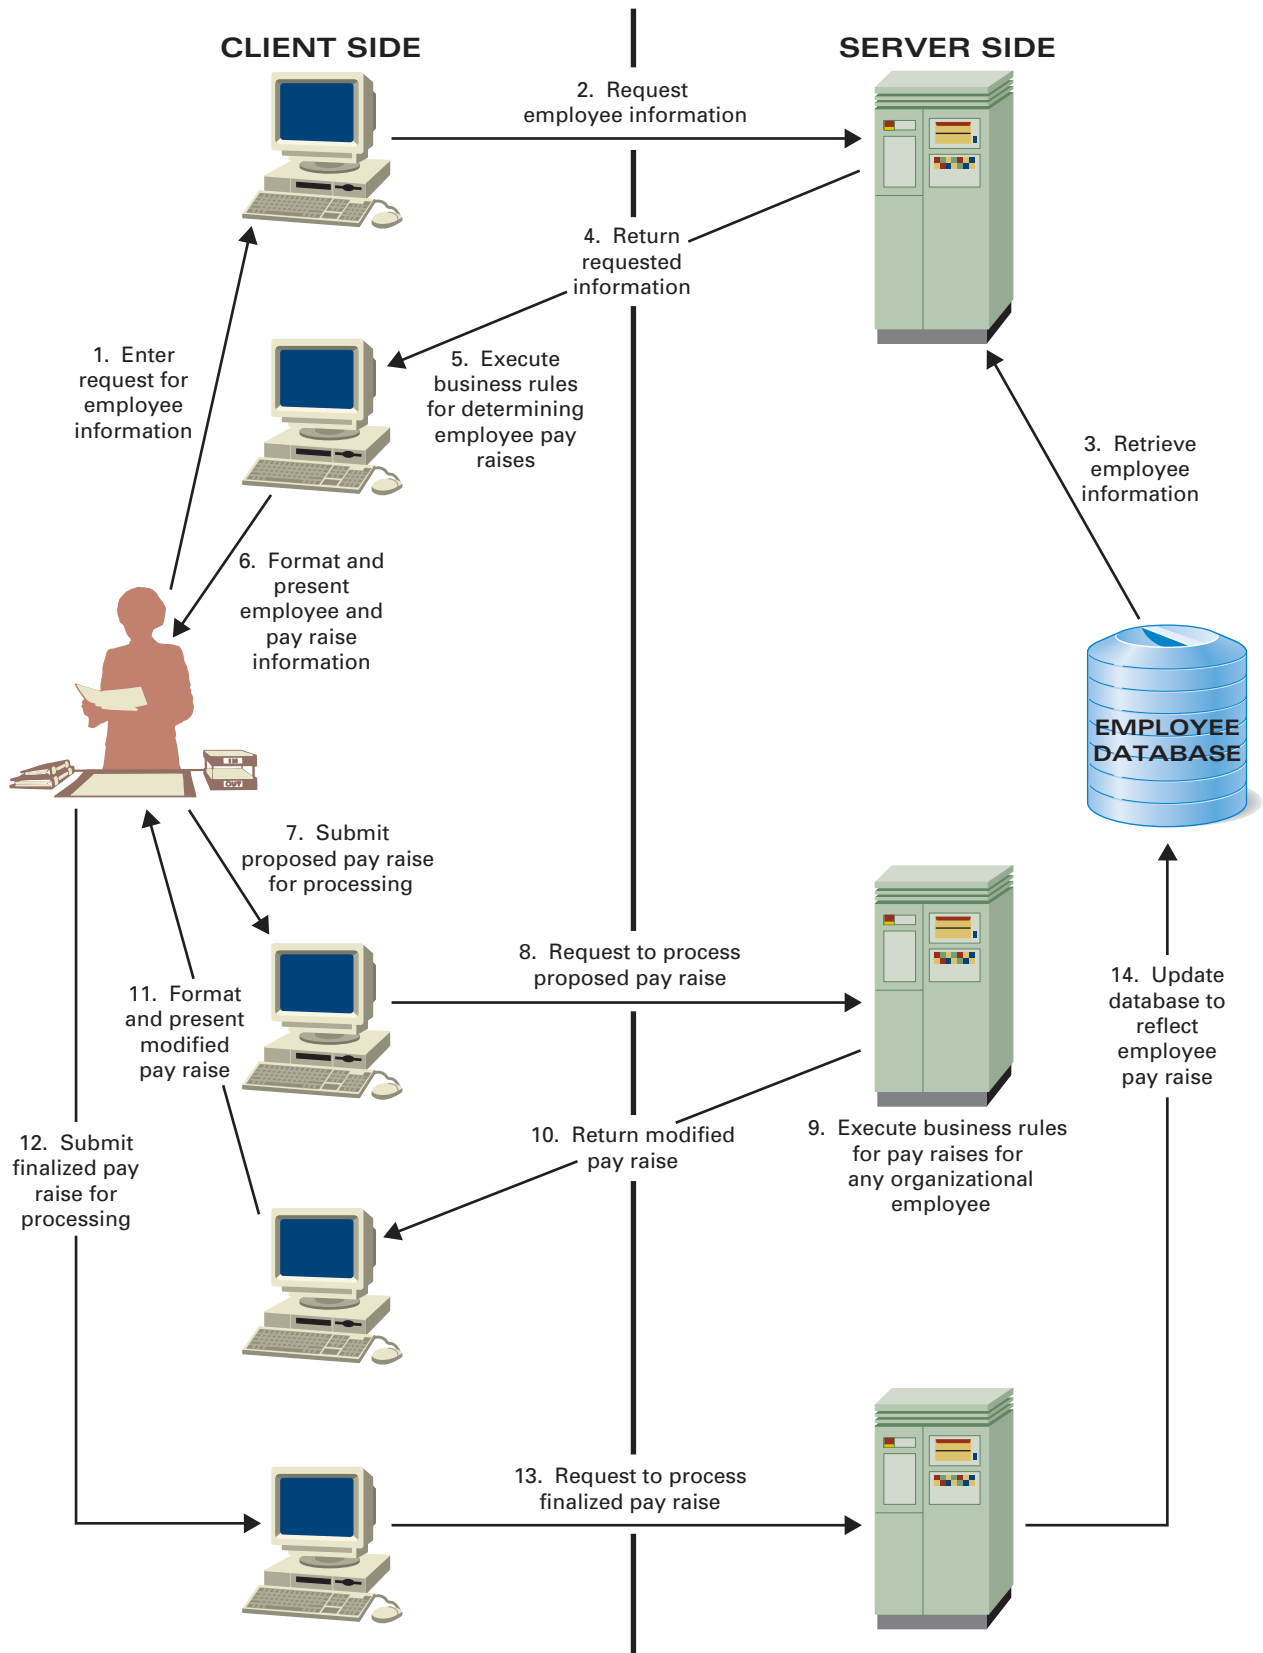 CLIENT SIDE
SERVER SIDE
2. Request
employee information
4. Return
requested
information
1. Enter
request for
employee
information
5. Execute
business rules
for determining
employee pay
raises
3. Retrieve
employee
information
6. Format and
present
employee and
pay raise
information
EMPLOYEE
DATABASE
IN
OUT
7. Submit
proposed pay raise
for processing
8. Request to process
proposed pay raise
11. Format
and present
modified
pay raise
14. Update
database to
reflect
employee
pay raise
10. Return modified
pay raise
9. Execute business rules
for pay raises for
any organizational
employee
12. Submit
finalized pay
raise for
processing
13. Request to process
finalized pay raise